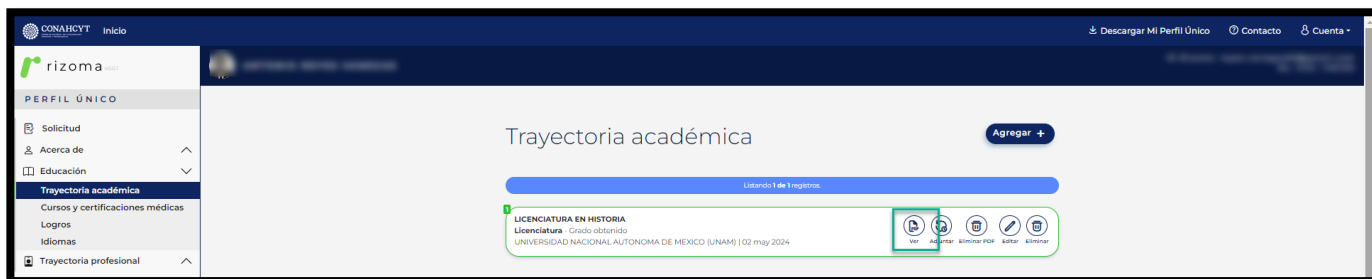 CONAHCYT Inicio Descargar Mi Perfil Único Contacto Cuenta
rizoma
PERFIL ÚNICO
Solicitud
Acerca de
Educación
Trayectoria académica
Cursos y certificaciones médicas
Logros
Idiomas
Trayectoria profesional
Trayectoria académica
Agregar +
Listando 1 de 1 registros.
1
LICENCIATURA EN HISTORIA
Licenciatura - Grado obtenido
UNIVERSIDAD NACIONAL AUTONOMA DE MEXICO (UNAM) | 02 may 2024
Ver Adjuntar Eliminar PDF Editar Eliminar